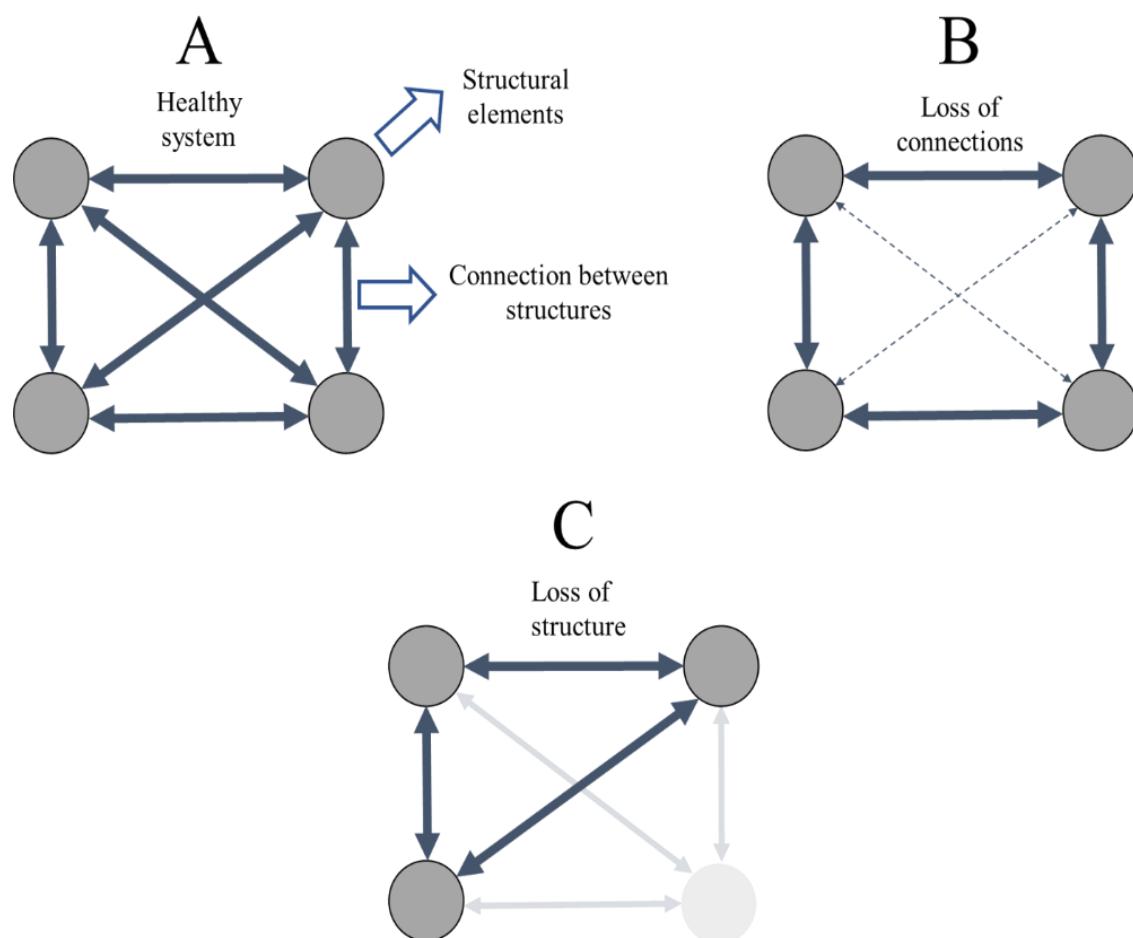 A
Healthy
system
Structural
elements
Connection between
structures
B
Loss of
connections
C
Loss of
structure